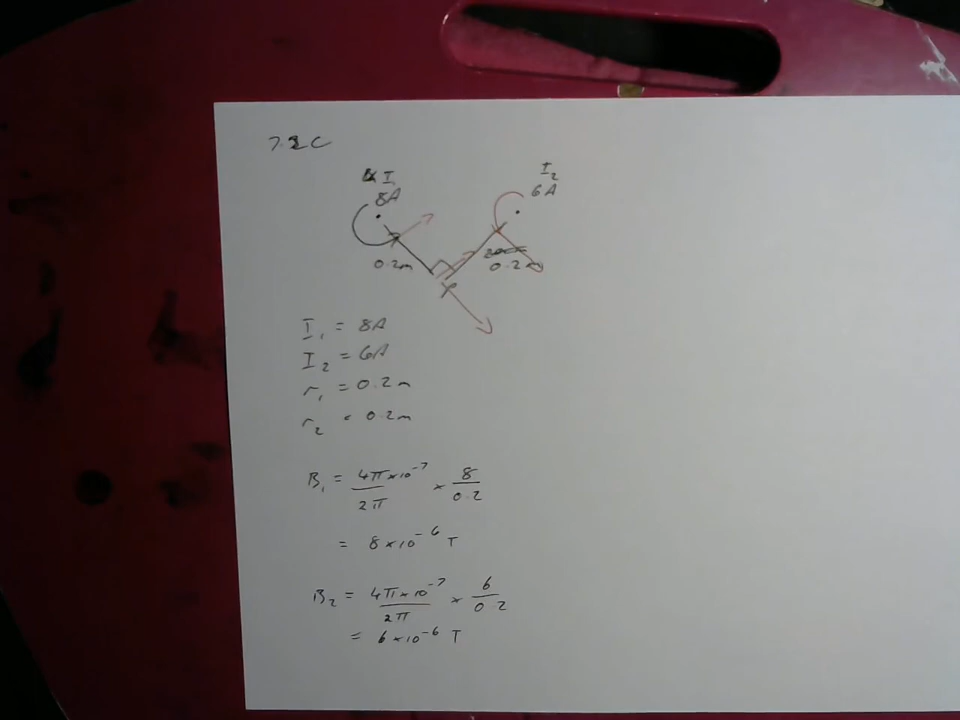 7.2C
I₁
8A
I₂
6A
0.2m
0.2m
P
I₁ = 8A
I₂ = 6A
r₁ = 0.2m
r₂ = 0.2m
B₁ = 4π×10⁻⁷/2π × 8/0.2
= 8×10⁻⁶ T
B₂ = 4π×10⁻⁷/2π × 6/0.2
= 6×10⁻⁶ T